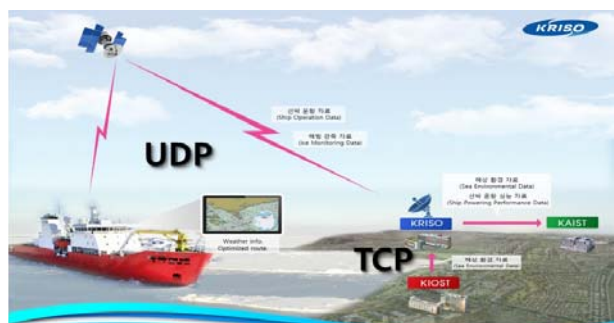 KRISO
선박 운항 자료
(Ship Operation Data)
해빙 관측 자료
(Ice Monitoring Data)
UDP
해상 환경 자료
(Sea Environmental Data)
선박 운항 성능 자료
(Ship Powering Performance Data)
KRISO
KAIST
Weather info.
Optimized route.
TCP
해상 환경 자료
(Sea Environmental Data)
KIOST